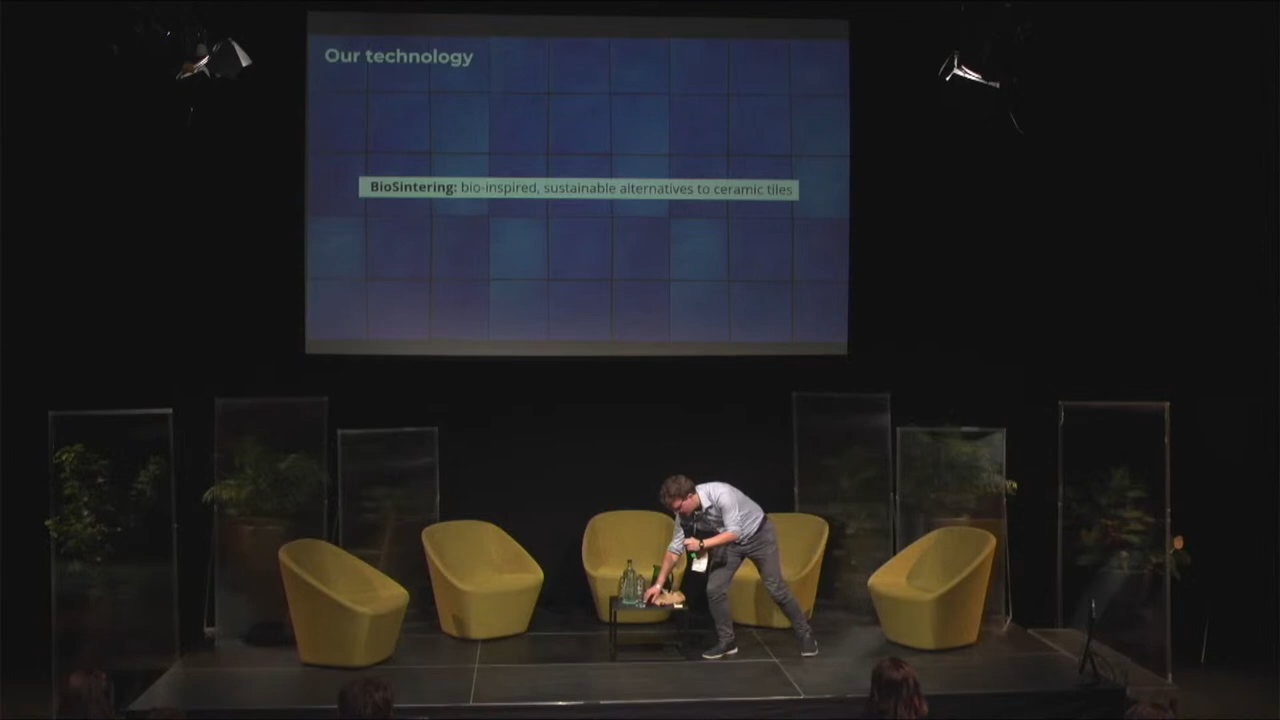 Our technology
BioSintering: bio-inspired, sustainable alternatives to ceramic tiles